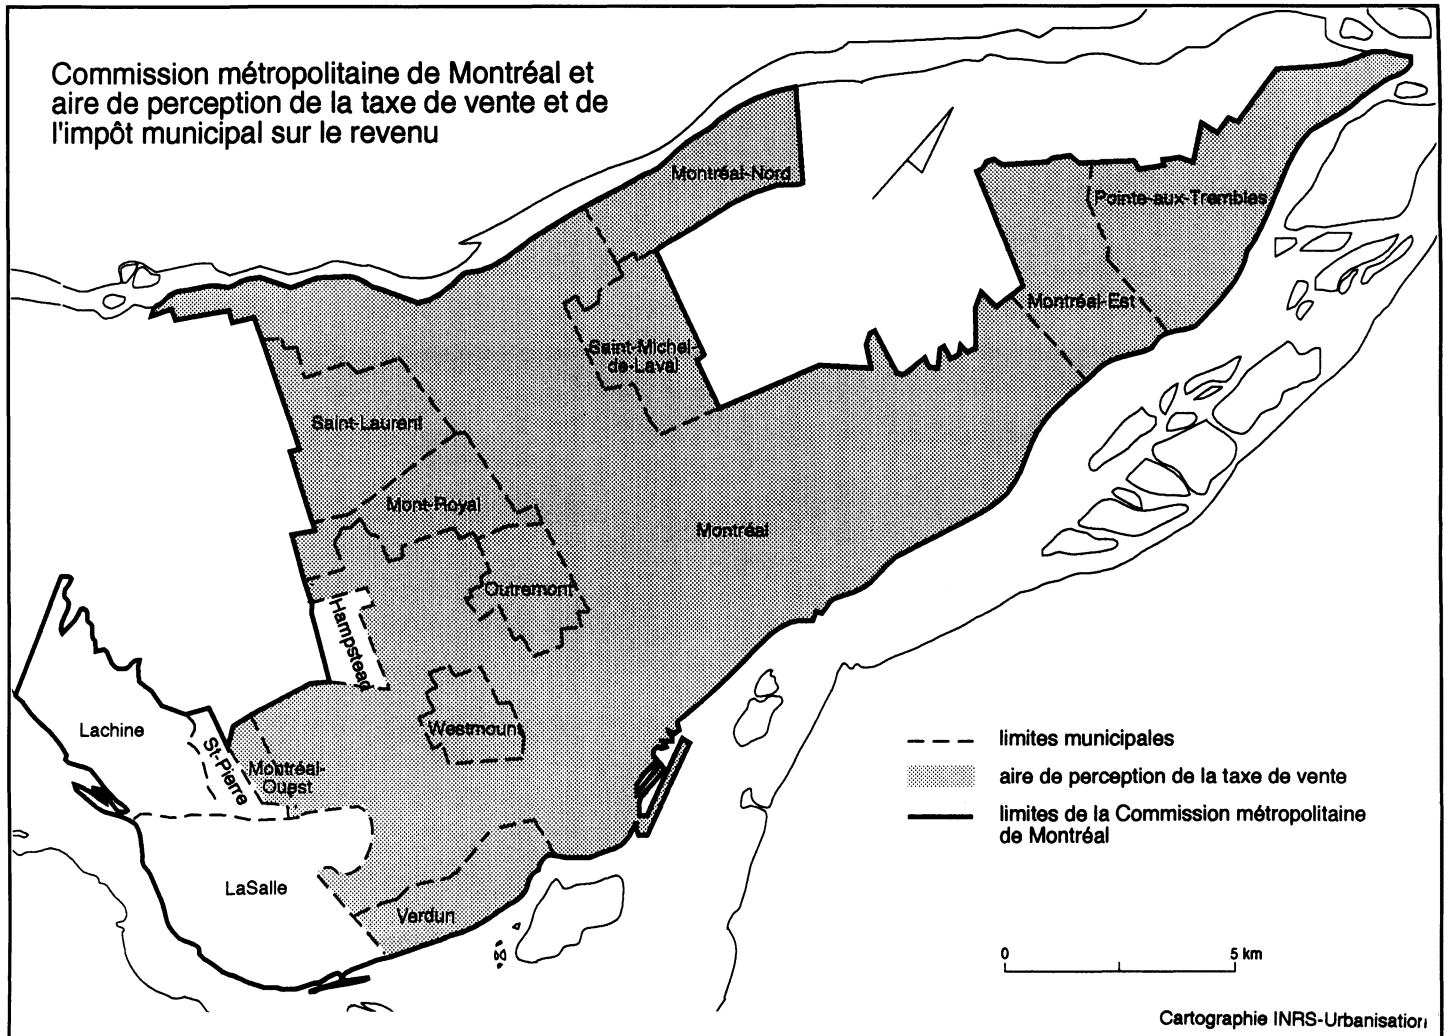 Commission métropolitaine de Montréal et
aire de perception de la taxe de vente et de
l'impôt municipal sur le revenu
Montréal-Nord
Pointe-aux-Trembles
Montréal-Est
Saint-Michel-
de-Laval
Saint-Laurent
Mont-Royal
Montréal
Outremont
Hampstead
Westmount
Lachine
St-Pierre
Montréal-
Ouest
LaSalle
Verdun
limites municipales
aire de perception de la taxe de vente
limites de la Commission métropolitaine
de Montréal
0 5 km
Cartographie INRS-Urbanisation